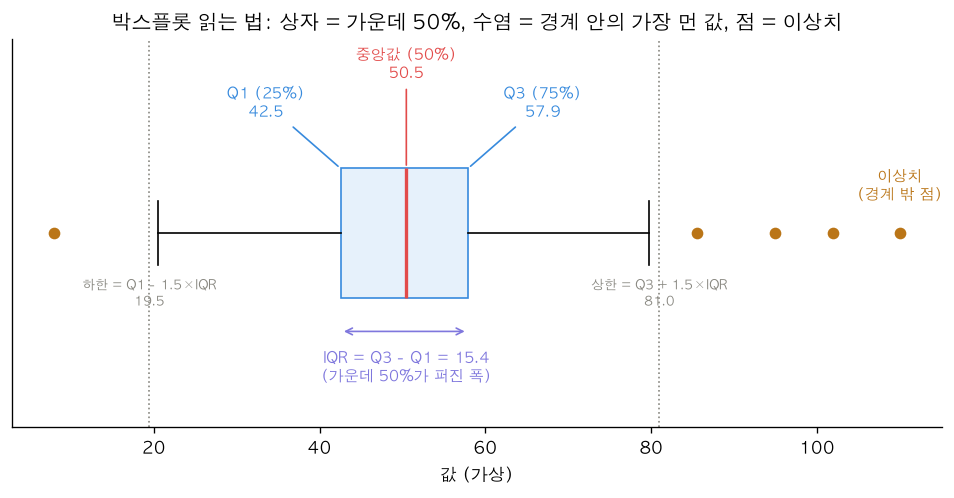 박스플롯 읽는 법: 상자 = 가운데 50%, 수염 = 경계 안의 가장 먼 값, 점 = 이상치
중앙값 (50%)
50.5
Q1 (25%)
42.5
Q3 (75%)
57.9
이상치
(경계 밖 점)
하한 = Q1 - 1.5×IQR
19.5
상한 = Q3 + 1.5×IQR
81.0
IQR = Q3 - Q1 = 15.4
(가운데 50%가 퍼진 폭)
20 40 60 80 100
값 (가상)